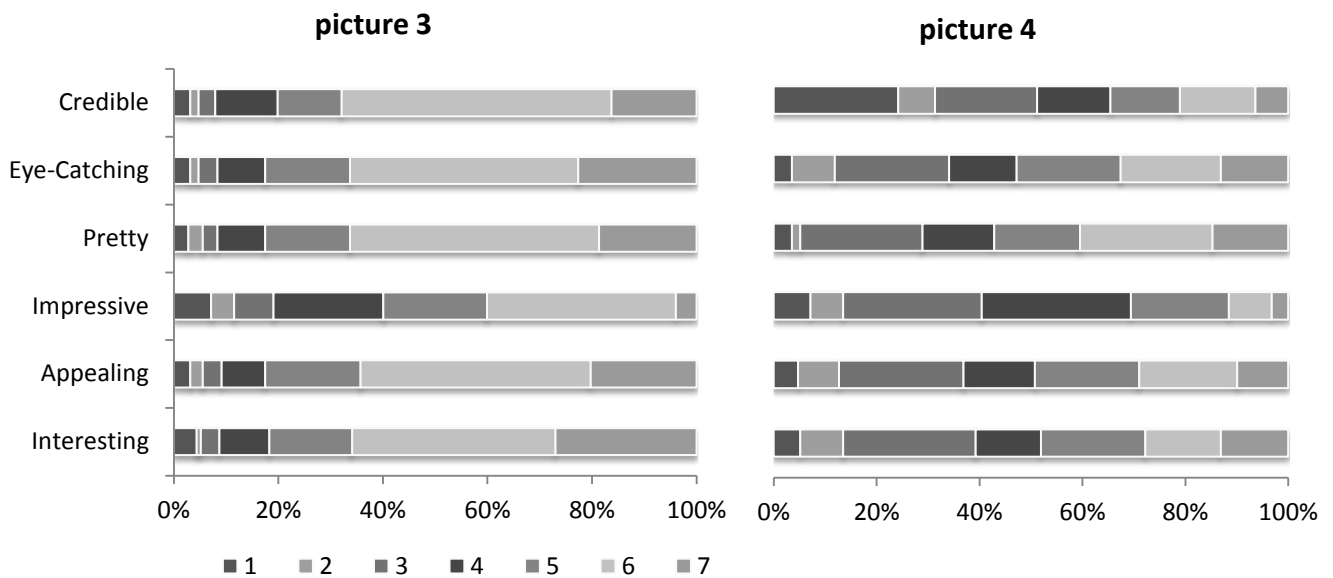 picture 3
picture 4
Credible
Eye-Catching
Pretty
Impressive
Appealing
Interesting
0% 20% 40% 60% 80% 100%
0% 20% 40% 60% 80% 100%
1 2 3 4 5 6 7